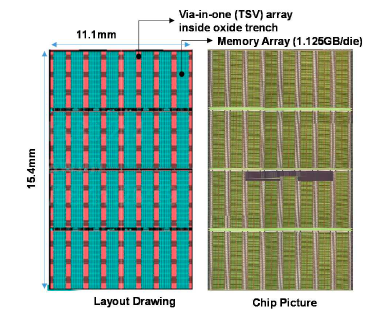 Via-in-one (TSV) array
inside oxide trench
11.1mm
Memory Array (1.125GB/die)
15.4mm
Layout Drawing
Chip Picture